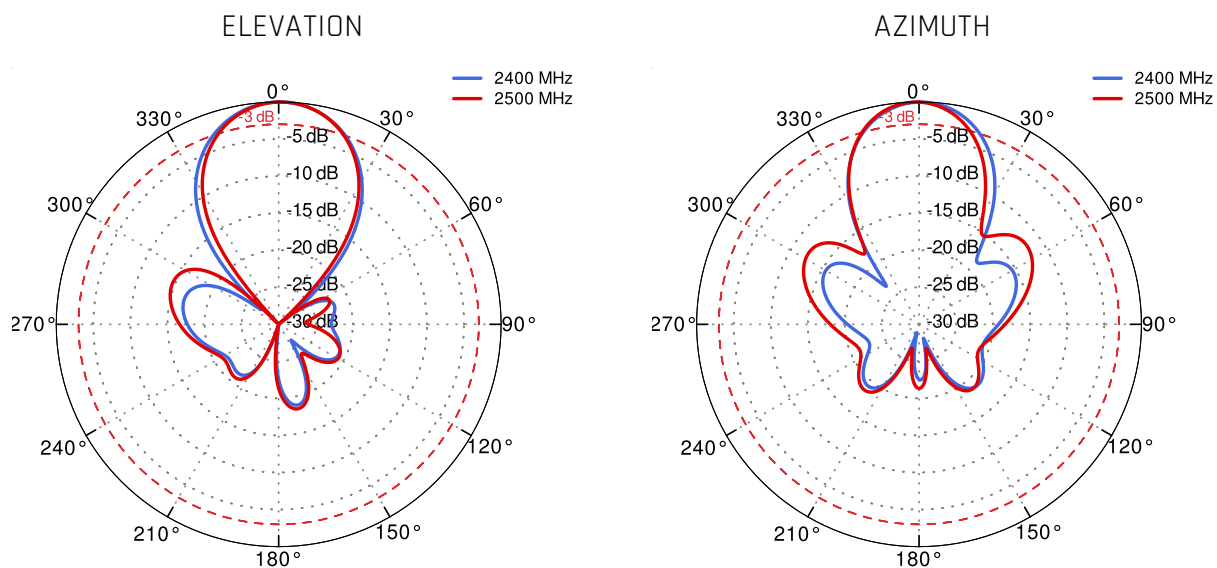 ELEVATION
2400 MHz
2500 MHz
0°
330°
30°
-3 dB
-5 dB
-10 dB
300°
60°
-15 dB
-20 dB
-25 dB
270°
-30 dB
90°
240°
120°
210°
150°
180°
AZIMUTH
2400 MHz
2500 MHz
0°
330°
30°
-3 dB
-5 dB
-10 dB
300°
60°
-15 dB
-20 dB
-25 dB
270°
-30 dB
90°
240°
120°
210°
150°
180°